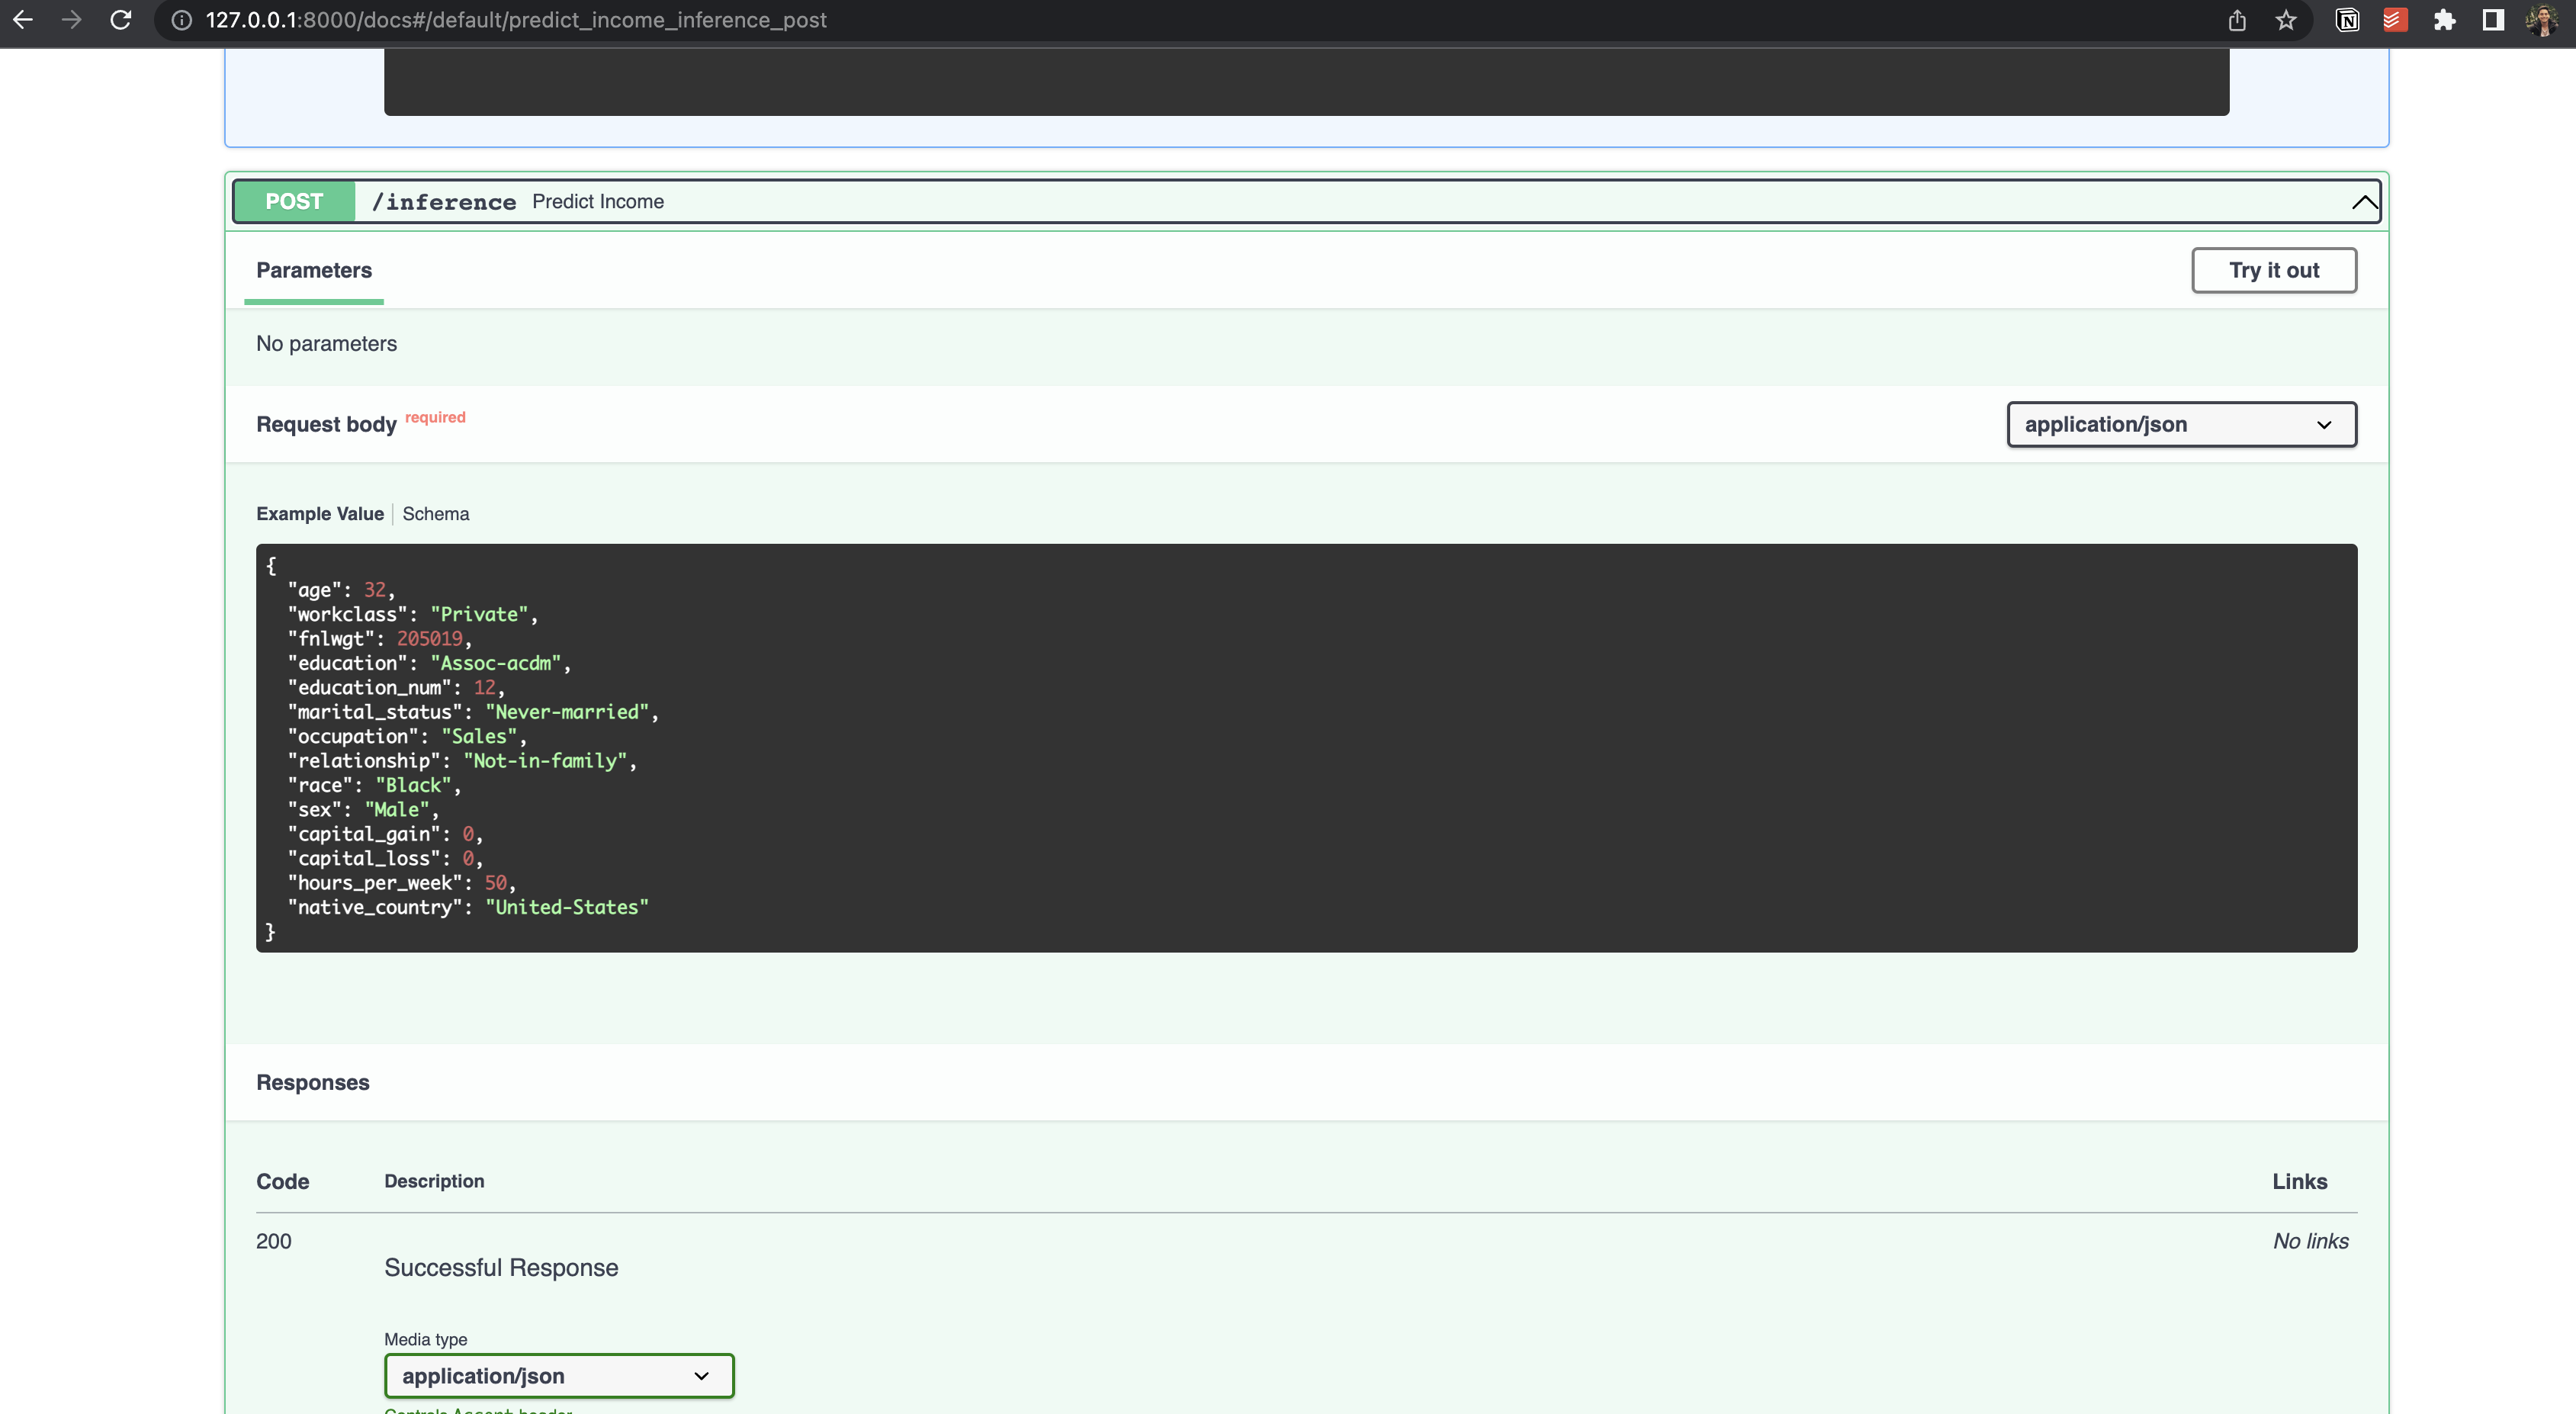 127.0.0.1:8000/docs#/default/predict_income_inference_post
POST /inference Predict Income
Parameters
Try it out
No parameters
Request body required
application/json
Example Value Schema
{
  "age": 32,
  "workclass": "Private",
  "fnlwgt": 205019,
  "education": "Assoc-acdm",
  "education_num": 12,
  "marital_status": "Never-married",
  "occupation": "Sales",
  "relationship": "Not-in-family",
  "race": "Black",
  "sex": "Male",
  "capital_gain": 0,
  "capital_loss": 0,
  "hours_per_week": 50,
  "native_country": "United-States"
}
Responses
Code Description Links
200 No links
Successful Response
Media type
application/json
Controls Accept header